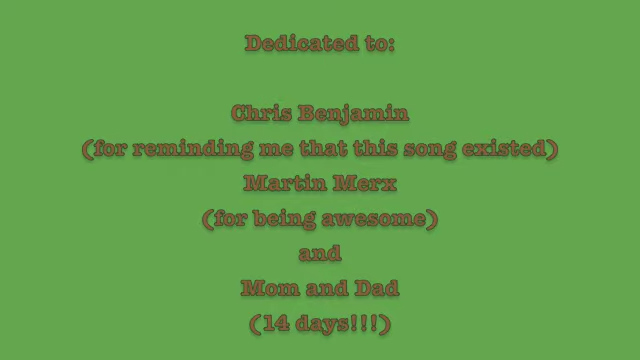 Dedicated to:
Chris Benjamin
(for reminding me that this song existed)
Martin Merx
(for being awesome)
and
Mom and Dad
(14 days!!!)